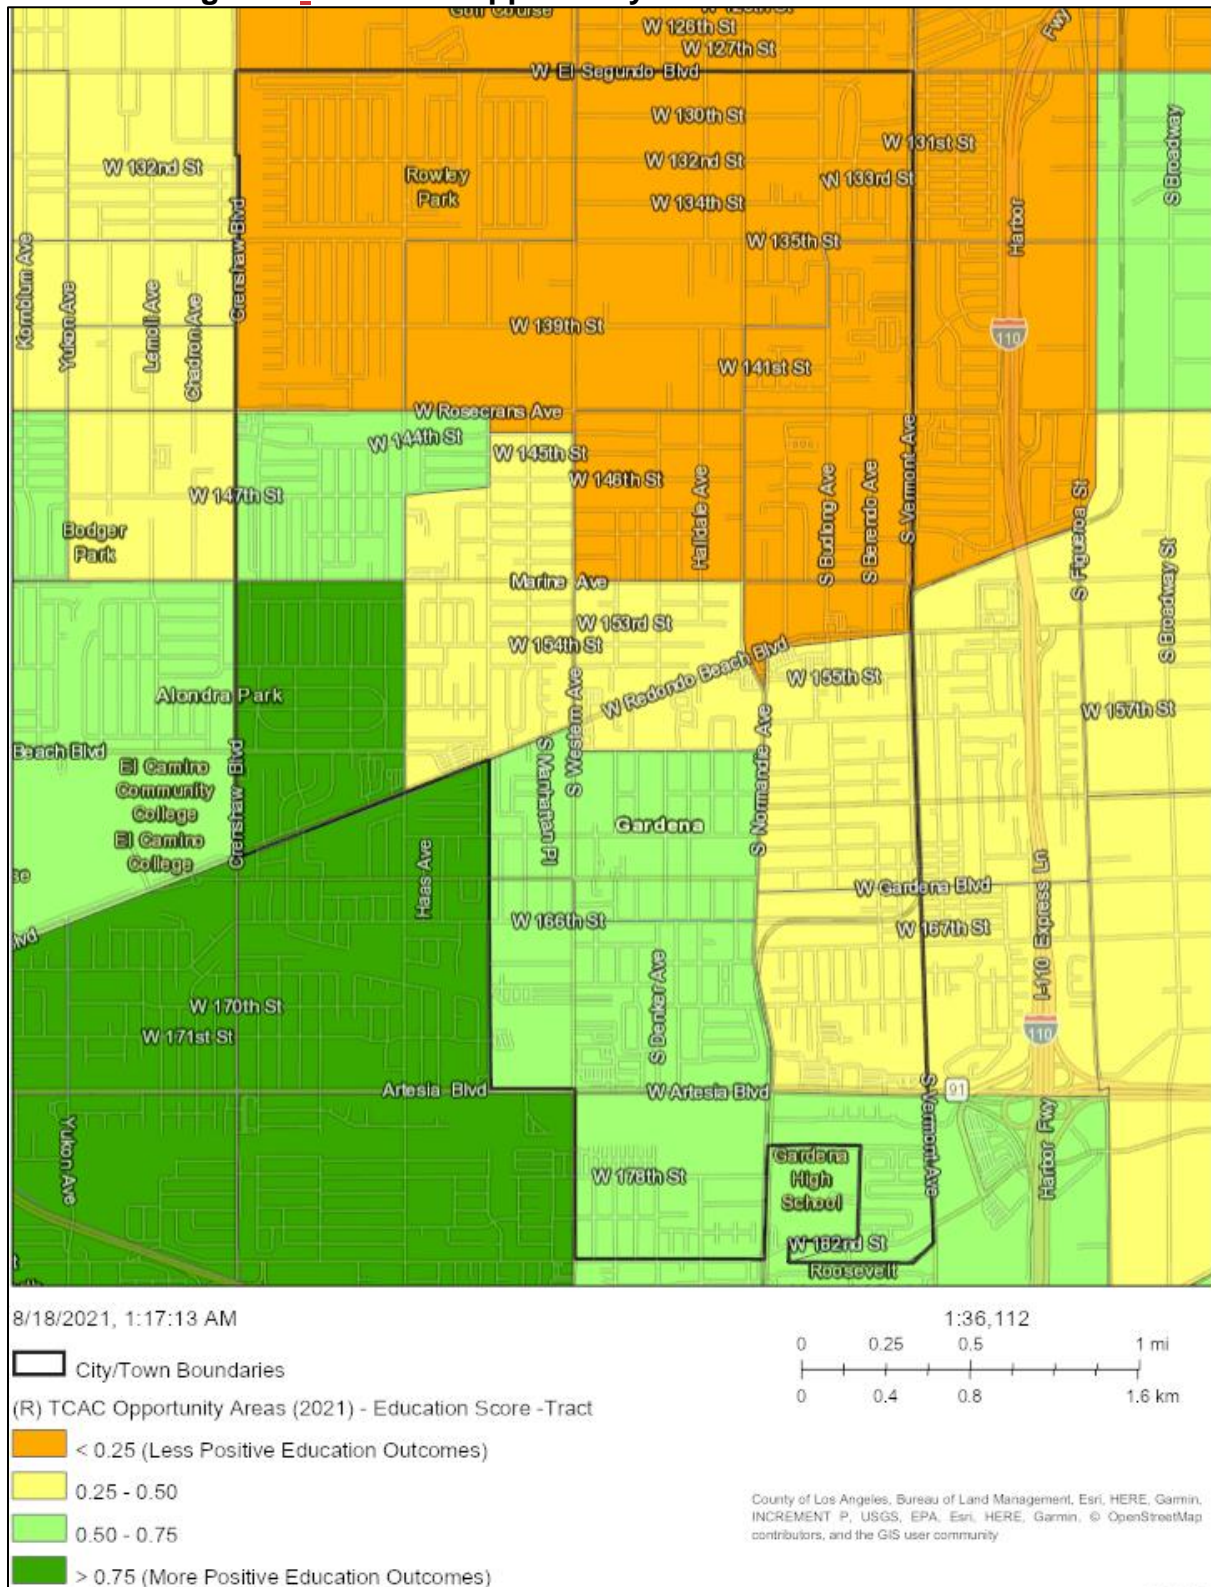 W 126th St
W 127th St
Fwy
W El Segundo Blvd
W 130th St
S Broadway
W 131st St
W 132nd St
W 132nd St
Rowley
Park
W 133rd St
W 134th St
Crenshaw Blvd
Harbor
W 135th St
Kornblum Ave
Yukon Ave
Lemoli Ave
Chadron Ave
W 139th St
110
W 141st St
W Rosecrans Ave
W 144th St
W 145th St
S Vermont Ave
W 146th St
W 147th St
Halldale Ave
S Budlong Ave
S Berendo Ave
S Figueroa St
Bodger
Park
Marine Ave
S Broadway St
W 153rd St
W 154th St
W Redondo Beach Blvd
W 155th St
Alondra Park
W 157th St
S Western Ave
Beach Blvd
El Camino
Community
College
El Camino
College
Crenshaw Blvd
S Manhattan Pl
S Normandie Ave
Gardena
Haas Ave
W Gardena Blvd
W 166th St
W 167th St
I-110 Express Ln
lvd
S Denker Ave
W 170th St
W 171st St
110
Artesia Blvd
W Artesia Blvd
91
S Vermont Ave
Yukon Ave
Harbor Fwy
W 178th St
Gardena
High
School
W 182nd St
Roosevelt
8/18/2021, 1:17:13 AM
1:36,112
0 0.25 0.5 1 mi
0 0.4 0.8 1.6 km
City/Town Boundaries
(R) TCAC Opportunity Areas (2021) - Education Score -Tract
< 0.25 (Less Positive Education Outcomes)
0.25 - 0.50
0.50 - 0.75
> 0.75 (More Positive Education Outcomes)
County of Los Angeles, Bureau of Land Management, Esri, HERE, Garmin,
INCREMENT P, USGS, EPA, Esri, HERE, Garmin, © OpenStreetMap
contributors, and the GIS user community